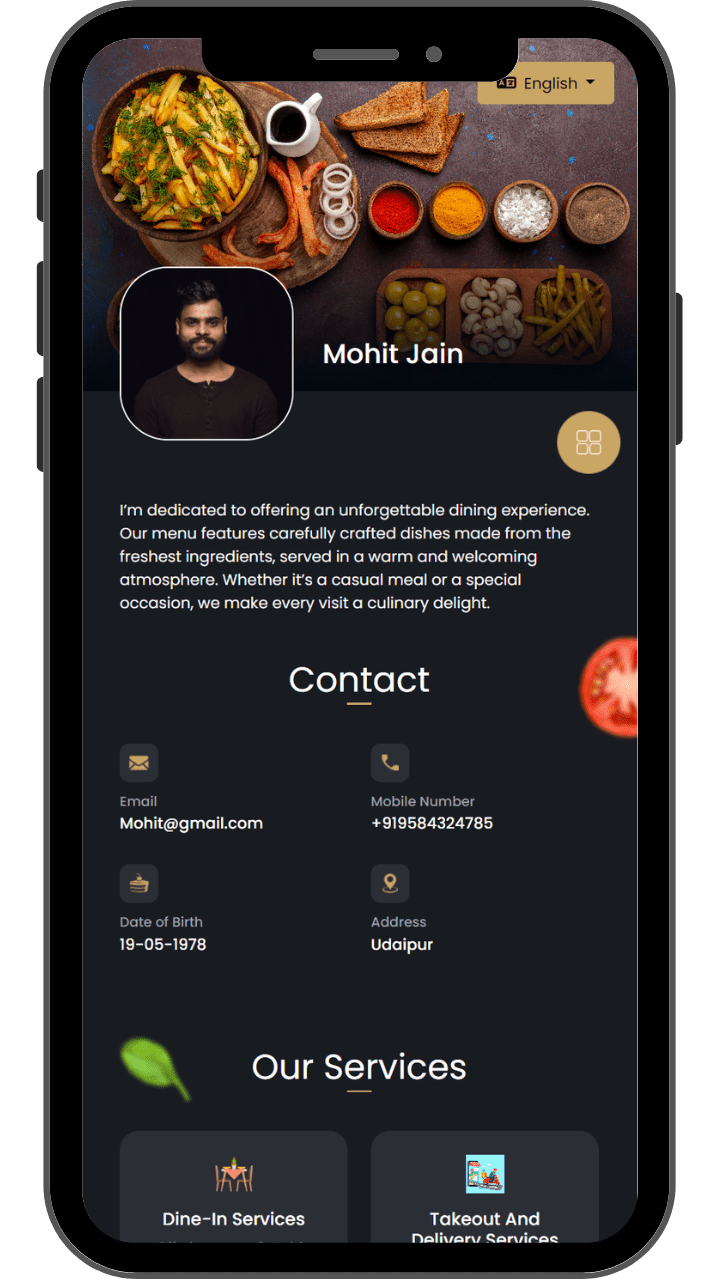 English
Mohit Jain
I'm dedicated to offering an unforgettable dining experience.
Our menu features carefully crafted dishes made from the
freshest ingredients, served in a warm and welcoming
atmosphere. Whether it's a casual meal or a special
occasion, we make every visit a culinary delight.
Contact
Email
Mohit@gmail.com
Mobile Number
+919584324785
Date of Birth
19-05-1978
Address
Udaipur
Our Services
Dine-In Services
Takeout And
Delivery Services